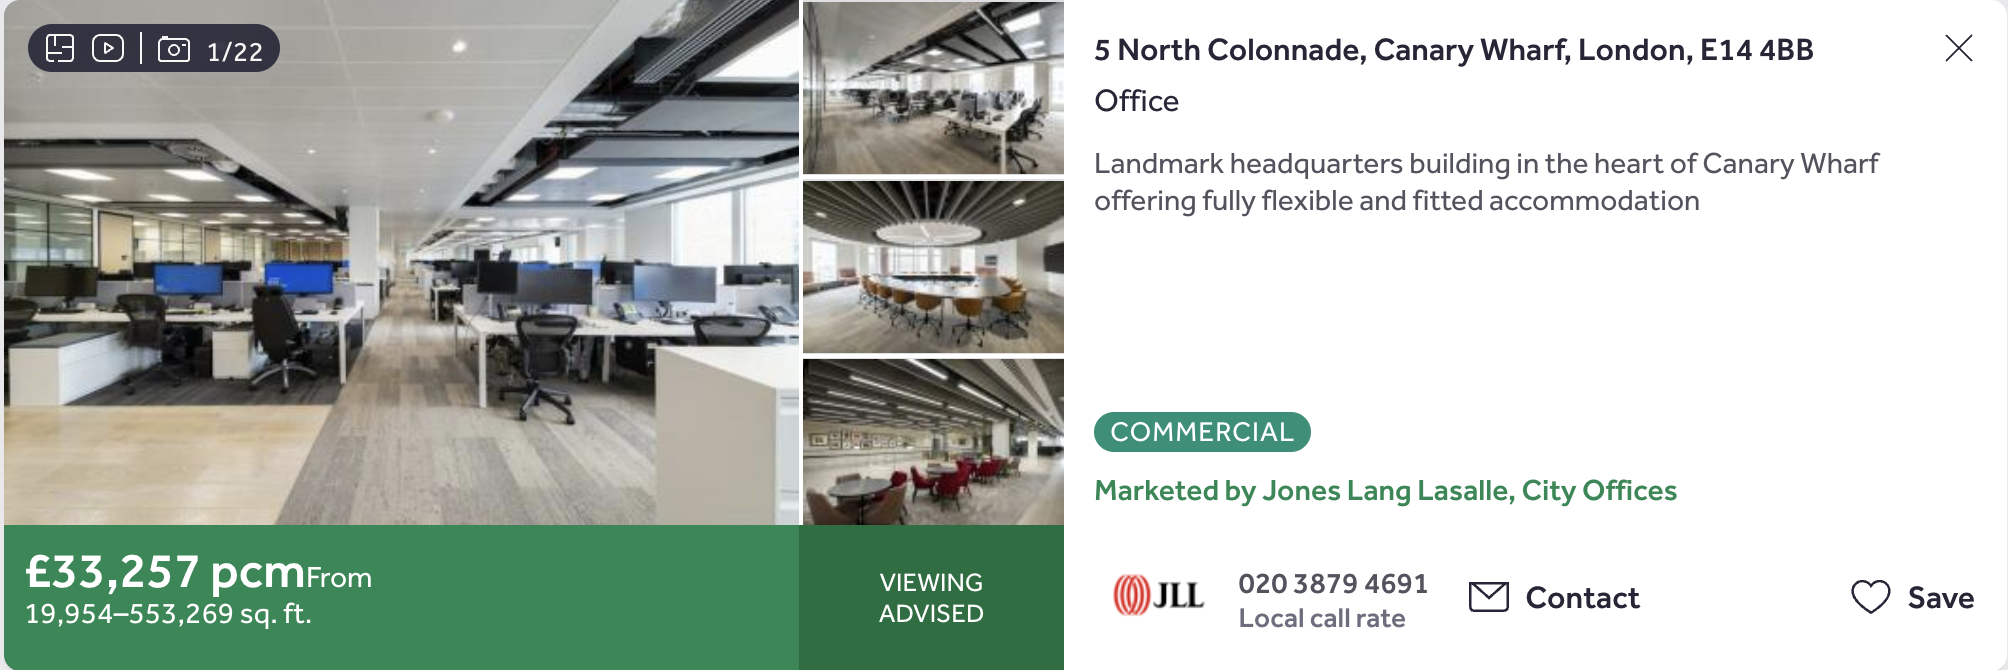 1/22
5 North Colonnade, Canary Wharf, London, E14 4BB
Office
Landmark headquarters building in the heart of Canary Wharf
offering fully flexible and fitted accommodation
COMMERCIAL
Marketed by Jones Lang Lasalle, City Offices
£33,257 pcm From
19,954–553,269 sq. ft.
VIEWING
ADVISED
JLL
020 3879 4691
Local call rate
Contact
Save